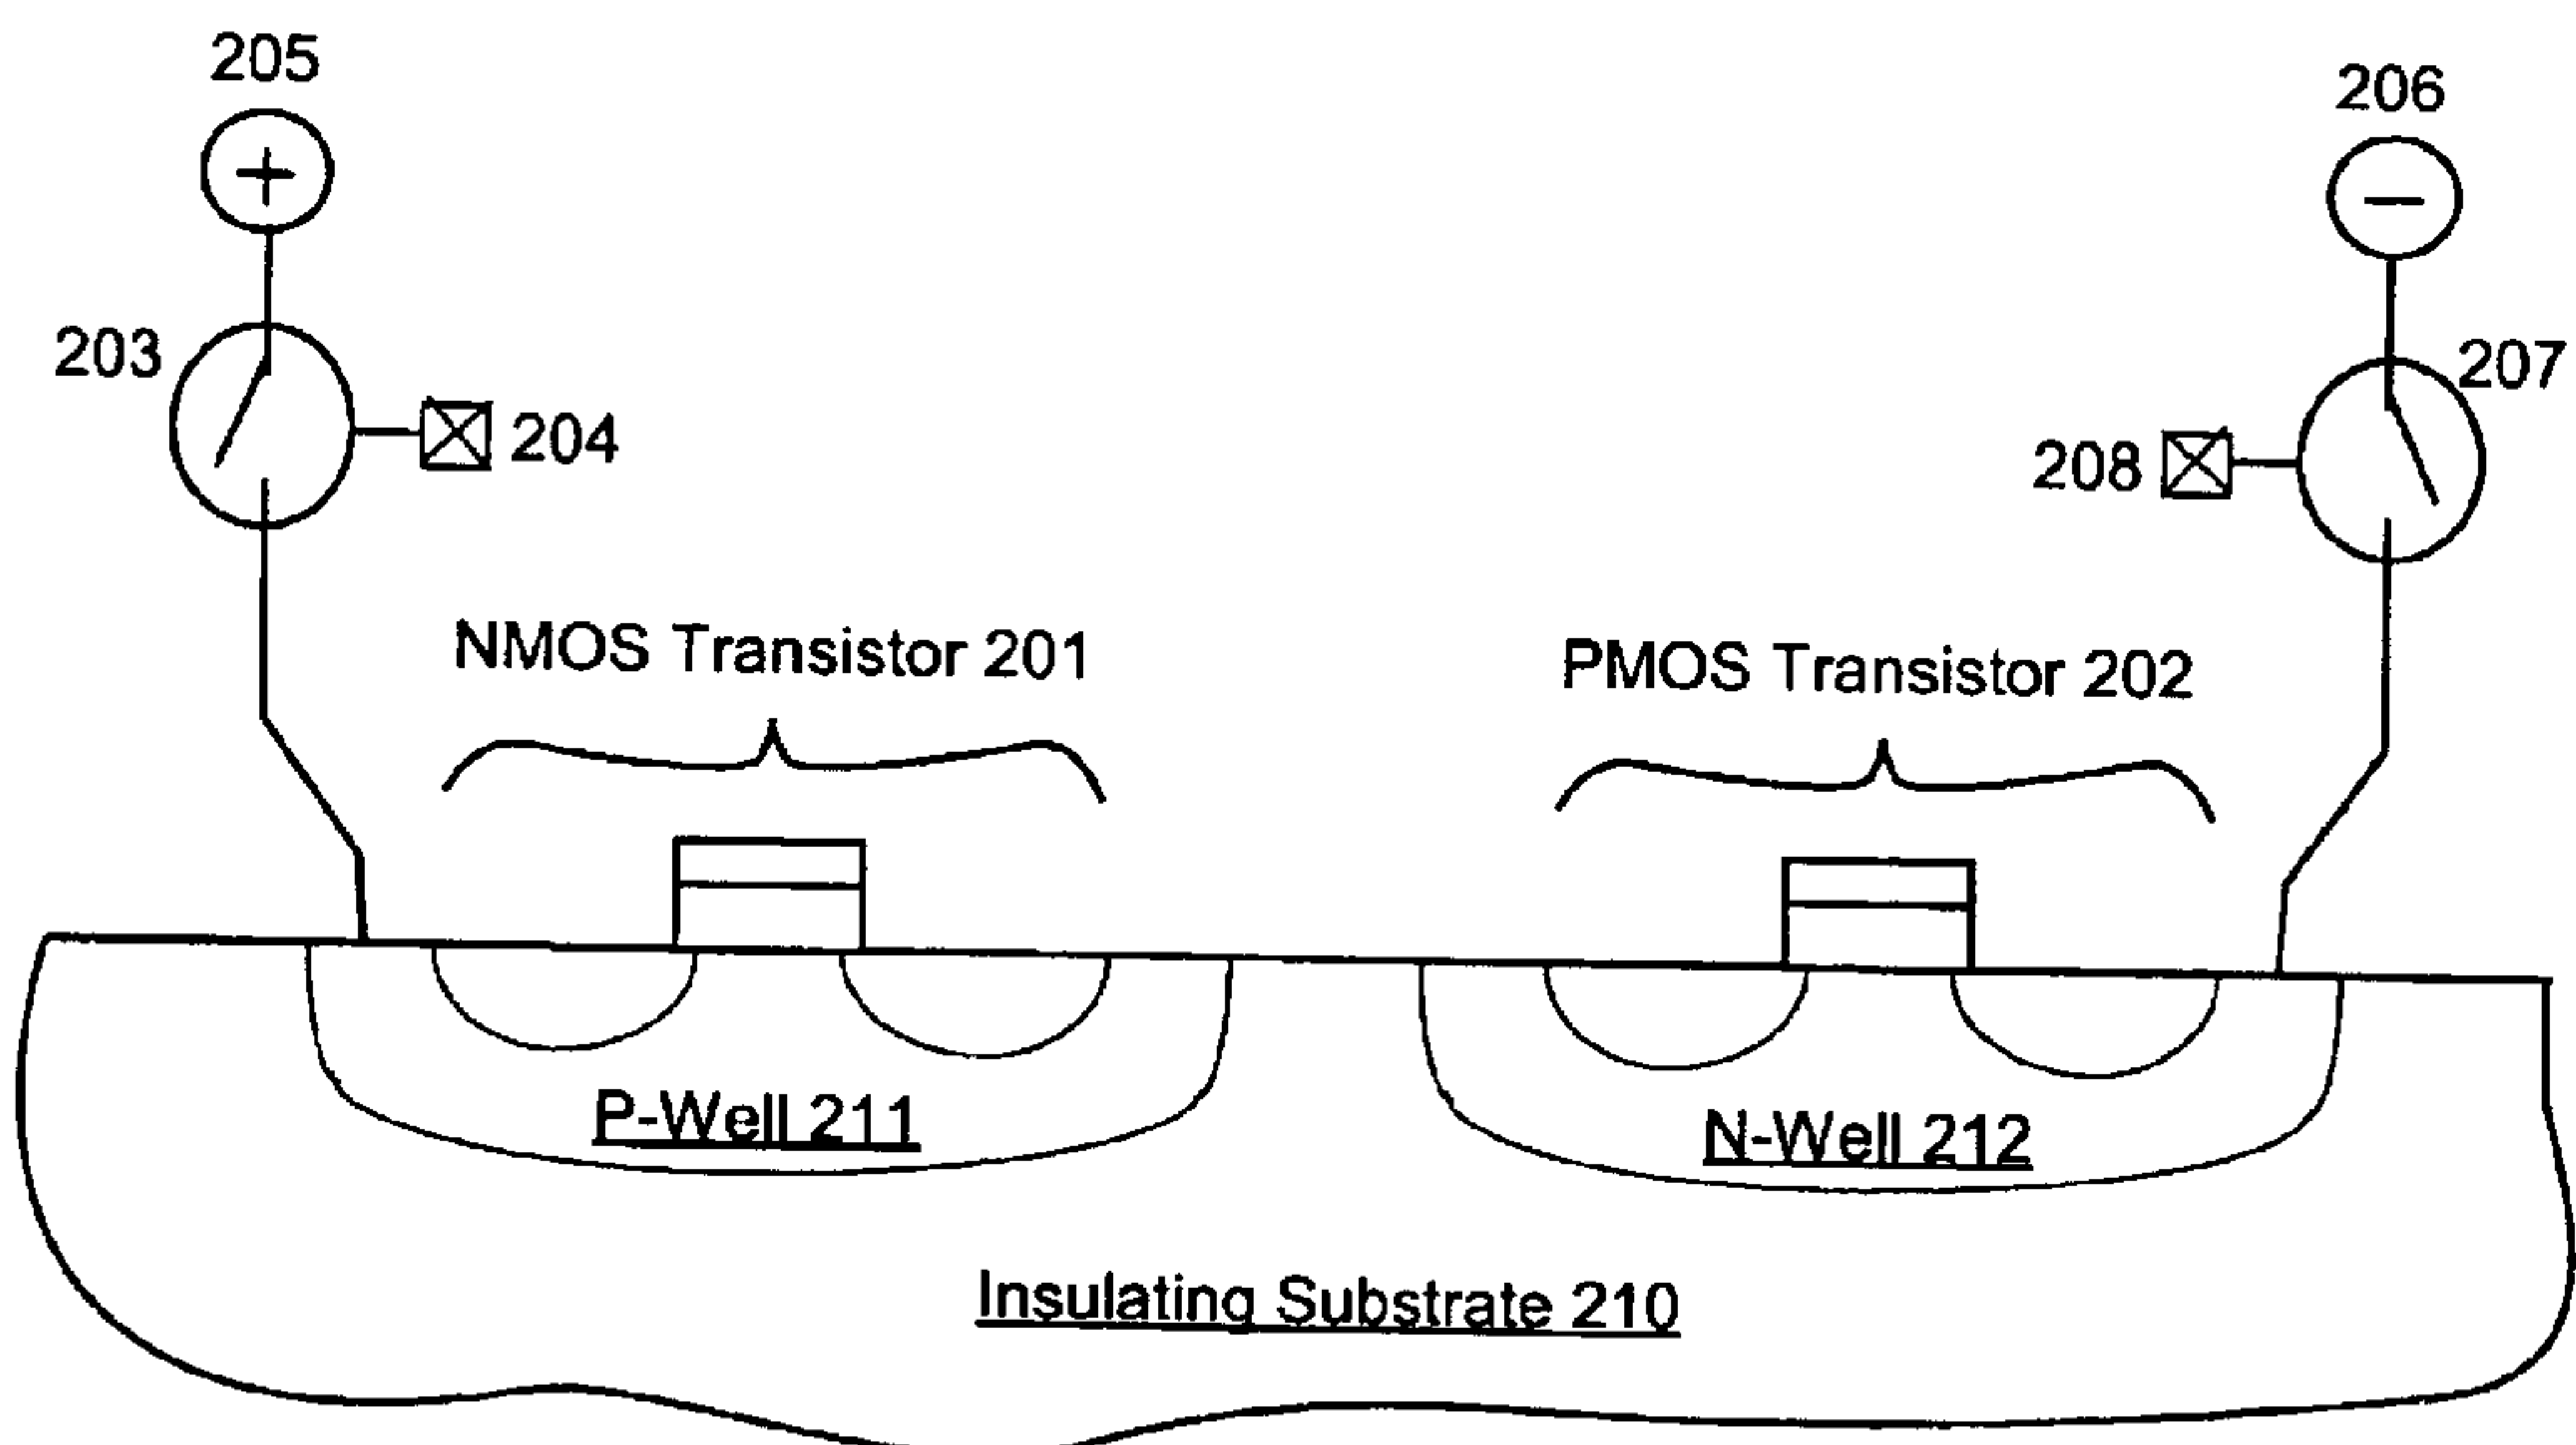 205
206
+
−
203
207
204
208
NMOS Transistor 201
PMOS Transistor 202
P-Well 211
N-Well 212
Insulating Substrate 210